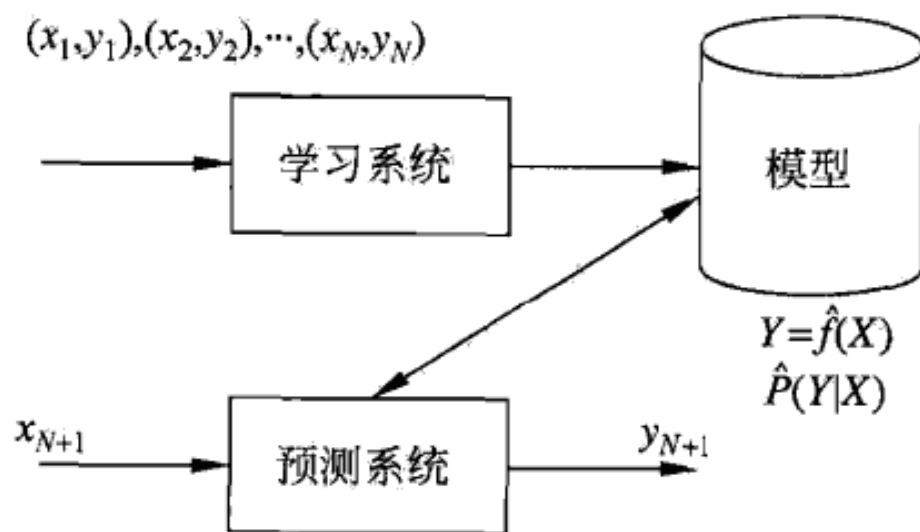 (x₁,y₁),(x₂,y₂),⋯,(x_N,y_N)
学习系统
模型
Y=f̂(X)
P̂(Y|X)
x_{N+1}
预测系统
y_{N+1}